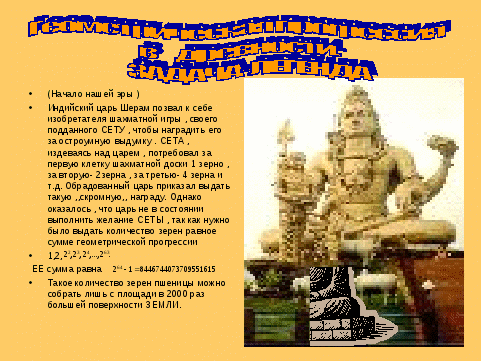 ГЕОМЕТРИЧЕСКАЯ ПРОГРЕССИЯ
В ДРЕВНОСТИ.
ЗАДАЧА ЛЕГЕНДА
• (Начало нашей эры )
• Индийский царь Шерам позвал к себе
изобретателя шахматной игры , своего
подданного СЕТУ , чтобы наградить его
за остроумную выдумку . СЕТА ,
издеваясь над царем , потребовал за
первую клетку шахматной доски 1 зерно ,
за вторую- 2зерна , за третью- 4 зерна и
т.д. Обрадованный царь приказал выдать
такую ,,скромную,, награду. Однако
оказалось , что царь не в состоянии
выполнить желание СЕТЫ , так как нужно
было выдать количество зерен равное
сумме геометрической прогрессии
• 1,2,2²,2³,2⁴,...,2⁶³.
ЕЕ сумма равна 2⁶⁴ - 1 =8446744073709551615
• Такое количество зерен пшеницы можно
собрать лишь с площади в 2000 раз
большей поверхности ЗЕМЛИ.